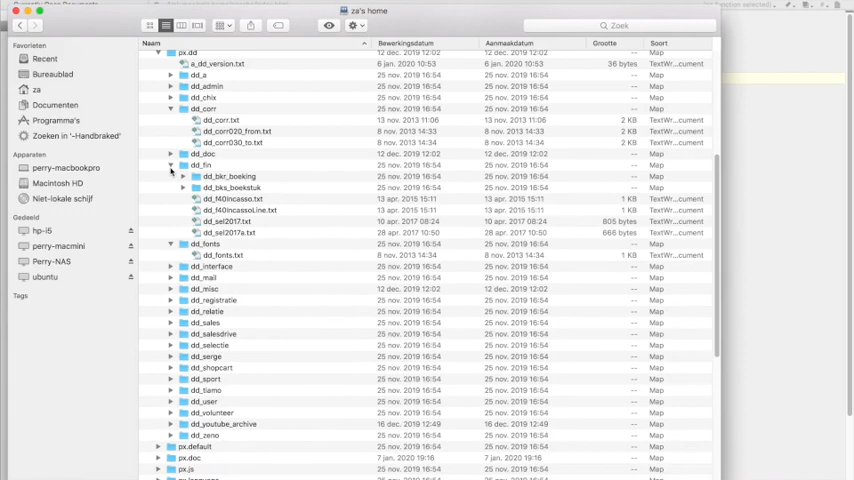 za's home
Zoek
Favorieten
Recent
Bureaublad
za
Documenten
Programma's
Zoeken in '-Handbraked'
Apparaten
perry-macbookpro
Macintosh HD
Niet-lokale schijf
Gedeeld
hp-i5
perry-macmini
Perry-NAS
ubuntu
Tags
Naam Bewerkingsdatum Aanmaakdatum Grootte Soort
px.dd 12 dec. 2019 12:02 12 dec. 2019 12:02 -- Map
a_dd_version.txt 6 jan. 2020 10:53 6 jan. 2020 10:53 36 bytes TextWr...cument
dd_a 25 nov. 2019 16:54 25 nov. 2019 16:54 -- Map
dd_admin 25 nov. 2019 16:54 25 nov. 2019 16:54 -- Map
dd_chix 25 nov. 2019 16:54 25 nov. 2019 16:54 -- Map
dd_corr 25 nov. 2019 16:54 25 nov. 2019 16:54 -- Map
dd_corr.txt 13 nov. 2013 11:06 13 nov. 2013 11:06 2 KB TextWr...cument
dd_corr020_from.txt 8 nov. 2013 14:33 8 nov. 2013 14:33 2 KB TextWr...cument
dd_corr030_to.txt 8 nov. 2013 14:33 8 nov. 2013 14:33 2 KB TextWr...cument
dd_doc 12 dec. 2019 12:02 12 dec. 2019 12:02 -- Map
dd_fin 25 nov. 2019 16:54 25 nov. 2019 16:54 -- Map
dd_bkr_boeking 25 nov. 2019 16:54 25 nov. 2019 16:54 -- Map
dd_bks_boekstuk 25 nov. 2019 16:54 25 nov. 2019 16:54 -- Map
dd_f40Incasso.txt 13 apr. 2015 15:11 13 apr. 2015 15:11 1 KB TextWr...cument
dd_f40IncassoLine.txt 13 apr. 2015 15:11 13 apr. 2015 15:11 1 KB TextWr...cument
dd_sel2017.txt 10 apr. 2017 08:24 10 apr. 2017 08:24 805 bytes TextWr...cument
dd_sel2017a.txt 28 apr. 2017 10:50 28 apr. 2017 10:50 666 bytes TextWr...cument
dd_fonts 25 nov. 2019 16:54 25 nov. 2019 16:54 -- Map
dd_fonts.txt 8 nov. 2013 14:34 8 nov. 2013 14:34 1 KB TextWr...cument
dd_interface 25 nov. 2019 16:54 25 nov. 2019 16:54 -- Map
dd_mail 25 nov. 2019 16:54 25 nov. 2019 16:54 -- Map
dd_misc 12 dec. 2019 12:02 12 dec. 2019 12:02 -- Map
dd_registratie 25 nov. 2019 16:54 25 nov. 2019 16:54 -- Map
dd_relatie 25 nov. 2019 16:54 25 nov. 2019 16:54 -- Map
dd_sales 25 nov. 2019 16:54 25 nov. 2019 16:54 -- Map
dd_salesdrive 25 nov. 2019 16:54 25 nov. 2019 16:54 -- Map
dd_selectie 25 nov. 2019 16:54 25 nov. 2019 16:54 -- Map
dd_serge 25 nov. 2019 16:54 25 nov. 2019 16:54 -- Map
dd_shopcart 25 nov. 2019 16:54 25 nov. 2019 16:54 -- Map
dd_sport 25 nov. 2019 16:54 25 nov. 2019 16:54 -- Map
dd_tiamo 25 nov. 2019 16:54 25 nov. 2019 16:54 -- Map
dd_user 25 nov. 2019 16:54 25 nov. 2019 16:54 -- Map
dd_volunteer 25 nov. 2019 16:54 25 nov. 2019 16:54 -- Map
dd_youtube_archive 16 dec. 2019 12:49 16 dec. 2019 12:49 -- Map
dd_zeno 25 nov. 2019 16:54 25 nov. 2019 16:54 -- Map
px.default 25 nov. 2019 16:54 25 nov. 2019 16:54 -- Map
px.doc 7 jan. 2020 19:16 7 jan. 2020 19:16 -- Map
px.js 25 nov. 2019 16:54 25 nov. 2019 16:54 -- Map